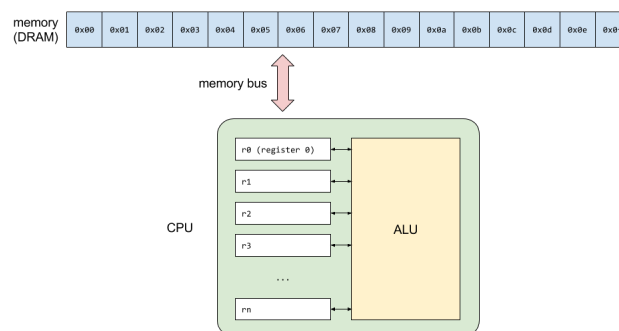 memory
(DRAM)
0x00 0x01 0x02 0x03 0x04 0x05 0x06 0x07 0x08 0x09 0x0a 0x0b 0x0c 0x0d 0x0e
memory bus
r0 (register 0)
r1
r2
CPU
ALU
r3
...
rn